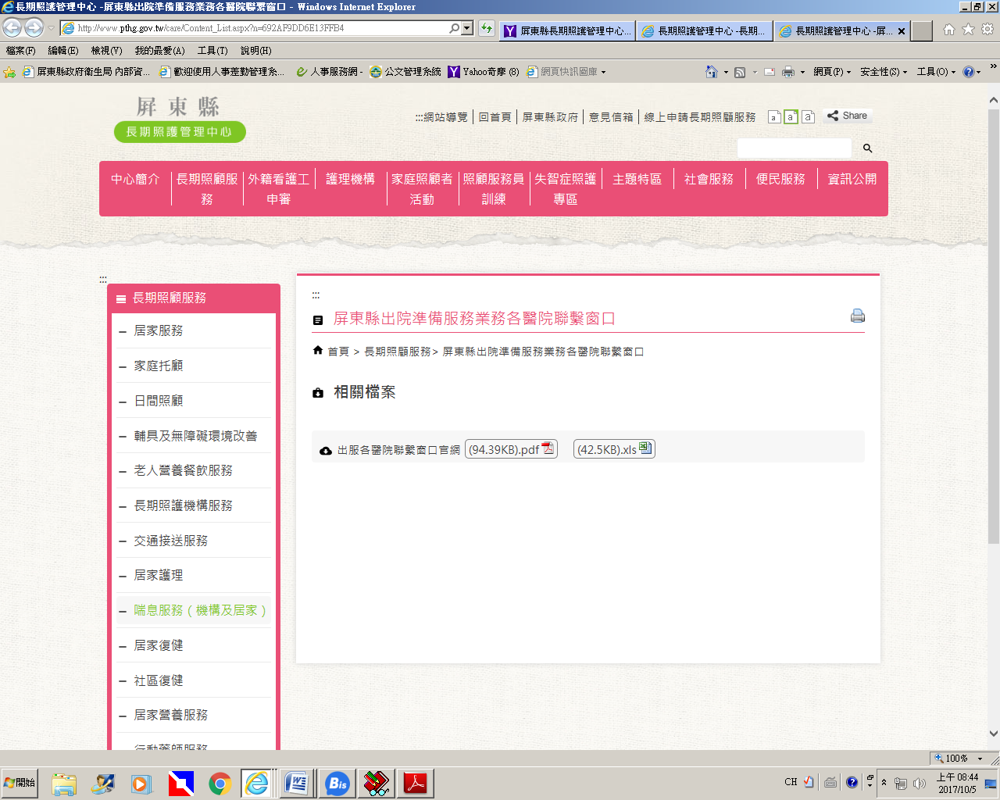 長期照護管理中心 -屏東縣出院準備服務業務各醫院聯繫窗口 - Windows Internet Explorer
http://www.pthg.gov.tw/care/Content_List.aspx?n=692AF9DD6E13FFB4
屏東縣長期照護管理中心...
長期照護管理中心 -長期...
長期照護管理中心 -屏...
檔案(F) 編輯(E) 檢視(V) 我的最愛(A) 工具(T) 說明(H)
屏東縣政府衛生局 內部資... 歡迎使用人事差勤管理系... 人事服務網 - 公文管理系統 Yahoo奇摩 (8) 網頁快訊圖庫
網頁(P) 安全性(S) 工具(O)
屏東縣
長期照護管理中心
:::網站導覽 回首頁 屏東縣政府 意見信箱 線上申請長期照顧服務
a a a Share
中心簡介
長期照顧服務
外籍看護工申審
護理機構
家庭照顧者活動
照顧服務員訓練
失智症照護專區
主題特區
社會服務
便民服務
資訊公開
:::
長期照顧服務
居家服務
家庭托顧
日間照顧
輔具及無障礙環境改善
老人營養餐飲服務
長期照護機構服務
交通接送服務
居家護理
喘息服務（機構及居家）
居家復健
社區復健
居家營養服務
行動藥師服務
:::
屏東縣出院準備服務業務各醫院聯繫窗口
首頁 > 長期照顧服務> 屏東縣出院準備服務業務各醫院聯繫窗口
相關檔案
出服各醫院聯繫窗口官網 (94.39KB).pdf (42.5KB).xls
100%
開始
Bis
CH
上午 08:44
2017/10/5